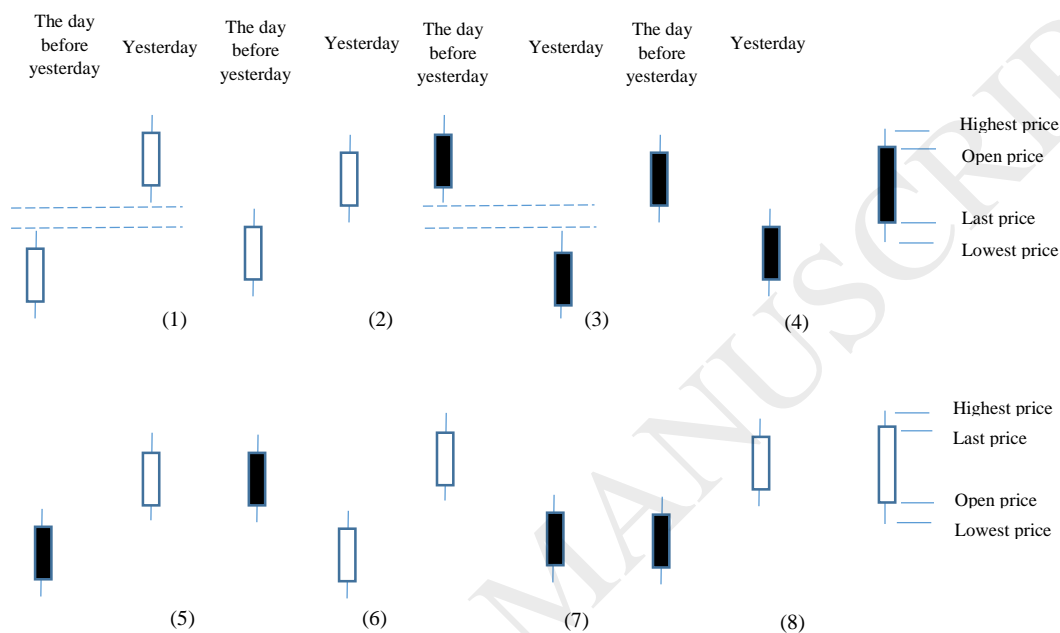 The day
before
yesterday
Yesterday
The day
before
yesterday
Yesterday
The day
before
yesterday
Yesterday
The day
before
yesterday
Yesterday
Highest price
Open price
Last price
Lowest price
(1)
(2)
(3)
(4)
Highest price
Last price
Open price
Lowest price
(5)
(6)
(7)
(8)
MANUSCRIP